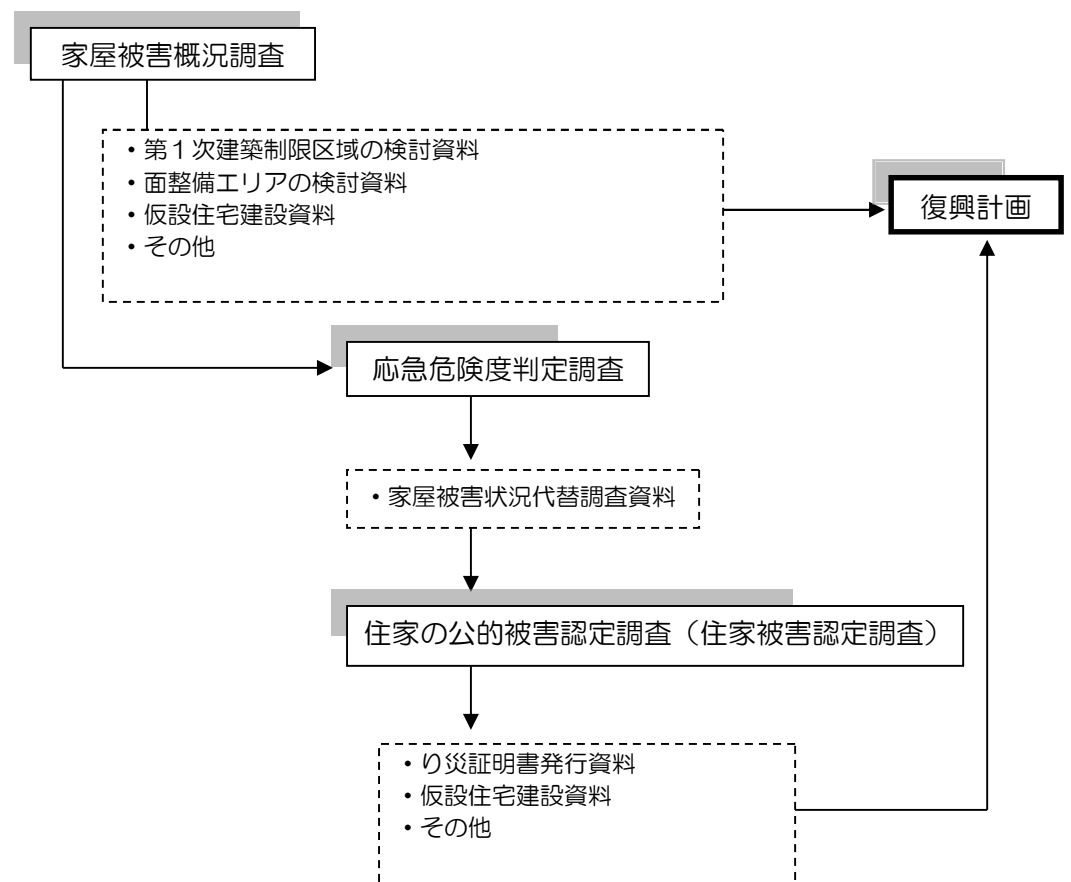 家屋被害概況調査
・第１次建築制限区域の検討資料
・面整備エリアの検討資料
・仮設住宅建設資料
・その他
復興計画
応急危険度判定調査
・家屋被害状況代替調査資料
住家の公的被害認定調査（住家被害認定調査）
・り災証明書発行資料
・仮設住宅建設資料
・その他